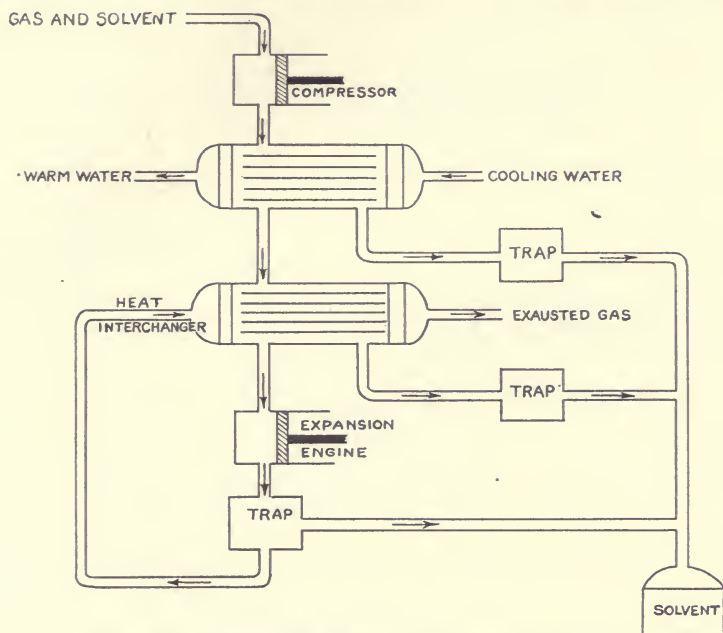 GAS AND SOLVENT
COMPRESSOR
WARM WATER
COOLING WATER
TRAP
HEAT
INTERCHANGER
EXAUSTED GAS
TRAP
EXPANSION
ENGINE
TRAP
SOLVENT